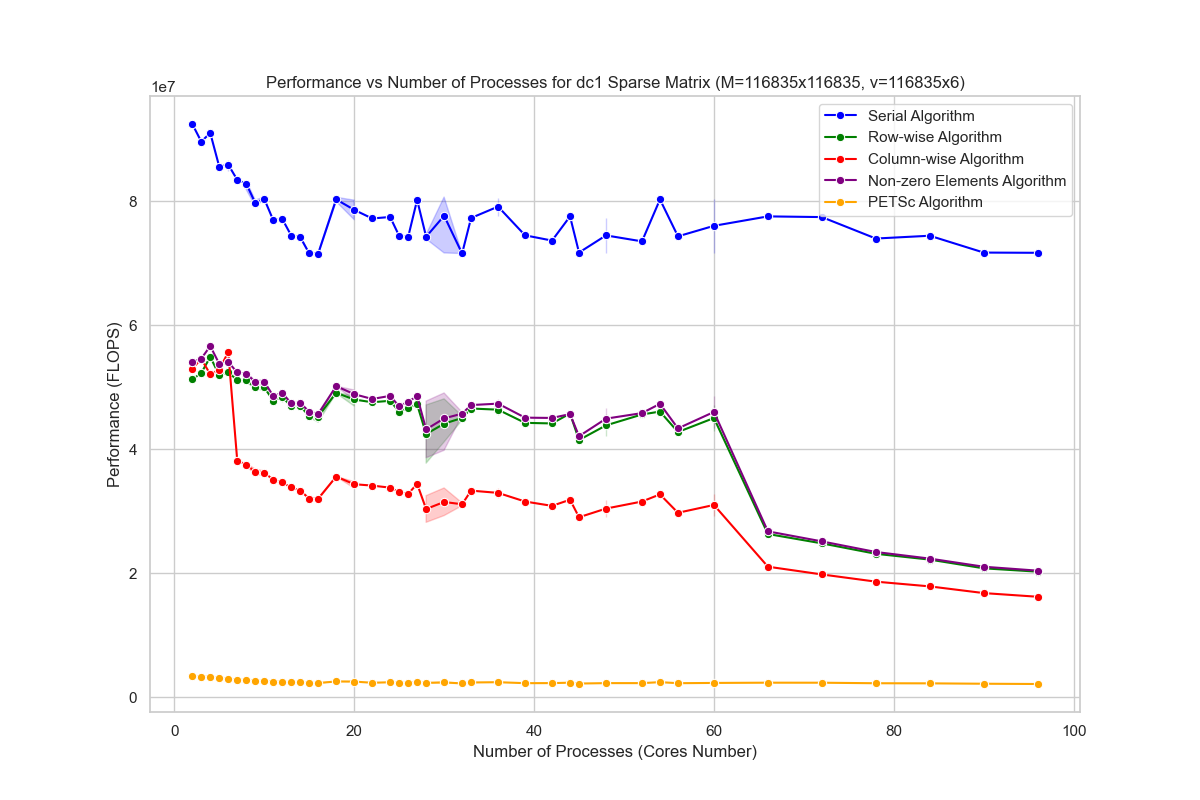 Performance vs Number of Processes for dc1 Sparse Matrix (M=116835x116835, v=116835x6)
1e7
Serial Algorithm
Row-wise Algorithm
Column-wise Algorithm
Non-zero Elements Algorithm
PETSc Algorithm
8
6
4
2
0
Performance (FLOPS)
0 20 40 60 80 100
Number of Processes (Cores Number)